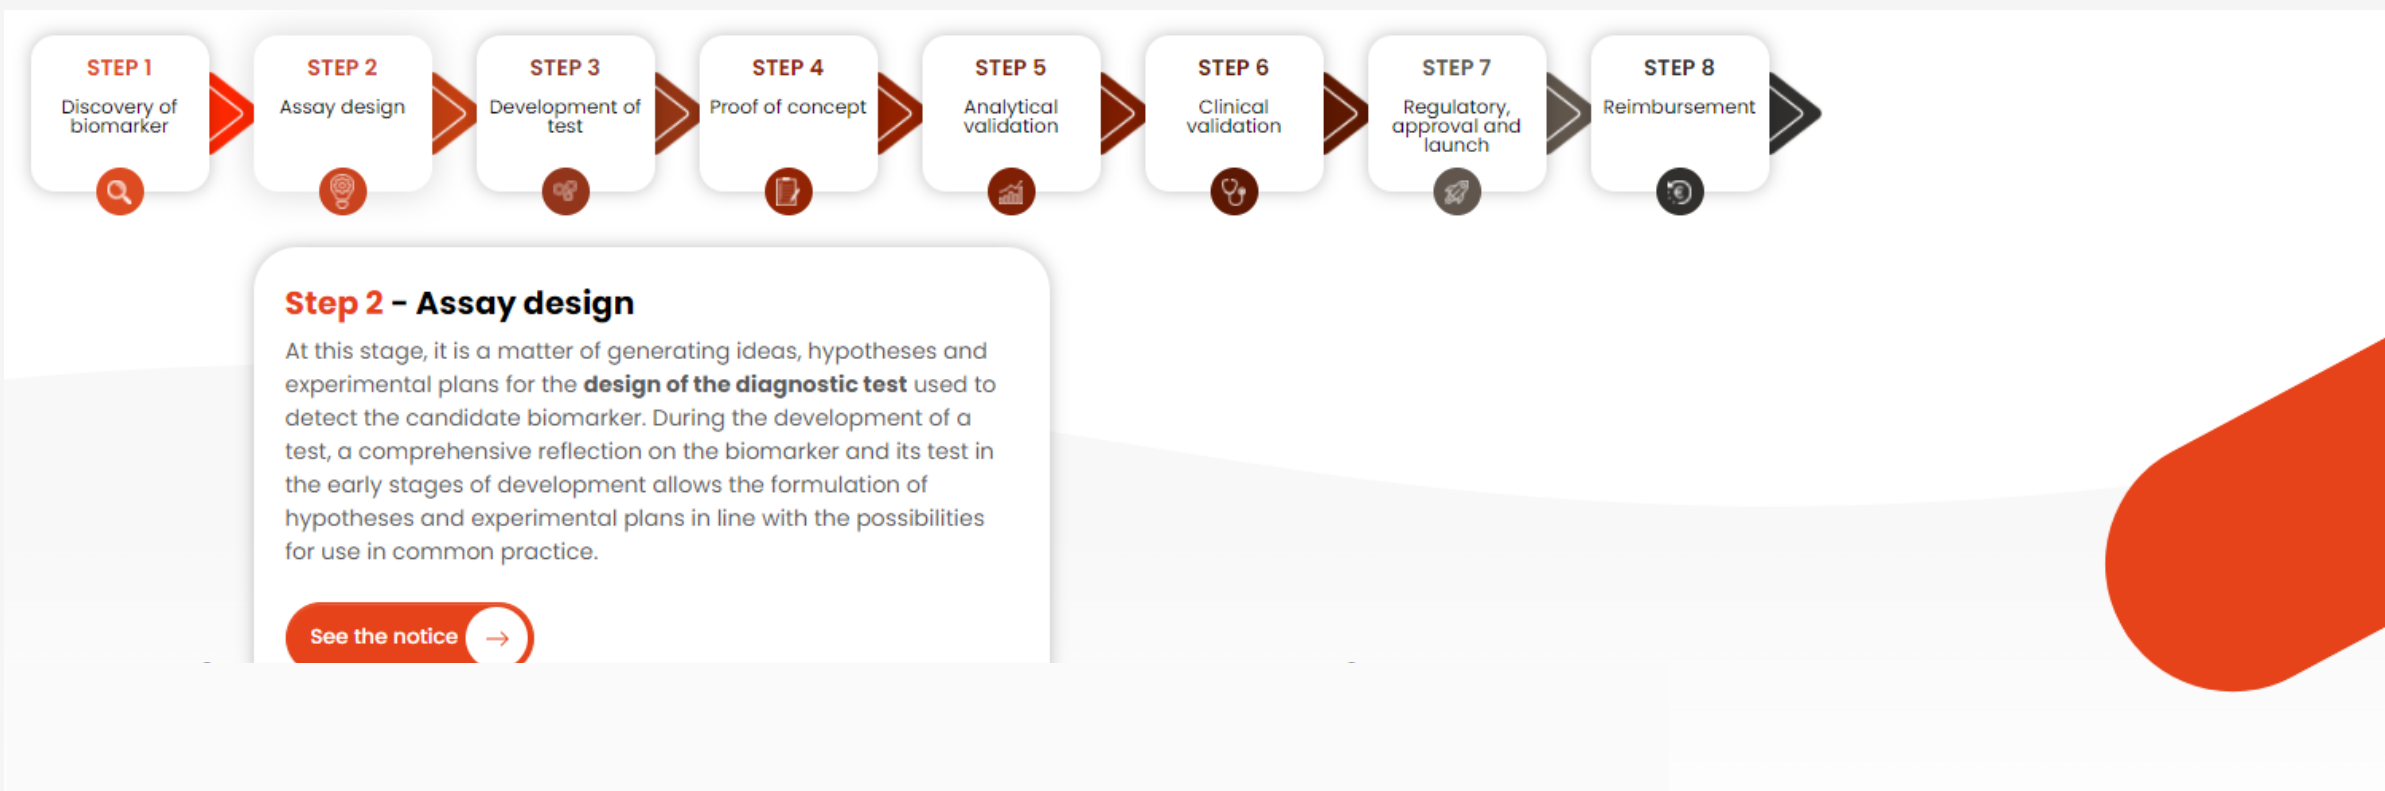 STEP 1
Discovery of
biomarker
STEP 2
Assay design
STEP 3
Development of
test
STEP 4
Proof of concept
STEP 5
Analytical
validation
STEP 6
Clinical
validation
STEP 7
Regulatory,
approval and
launch
STEP 8
Reimbursement
Step 2 - Assay design
At this stage, it is a matter of generating ideas, hypotheses and
experimental plans for the design of the diagnostic test used to
detect the candidate biomarker. During the development of a
test, a comprehensive reflection on the biomarker and its test in
the early stages of development allows the formulation of
hypotheses and experimental plans in line with the possibilities
for use in common practice.
See the notice